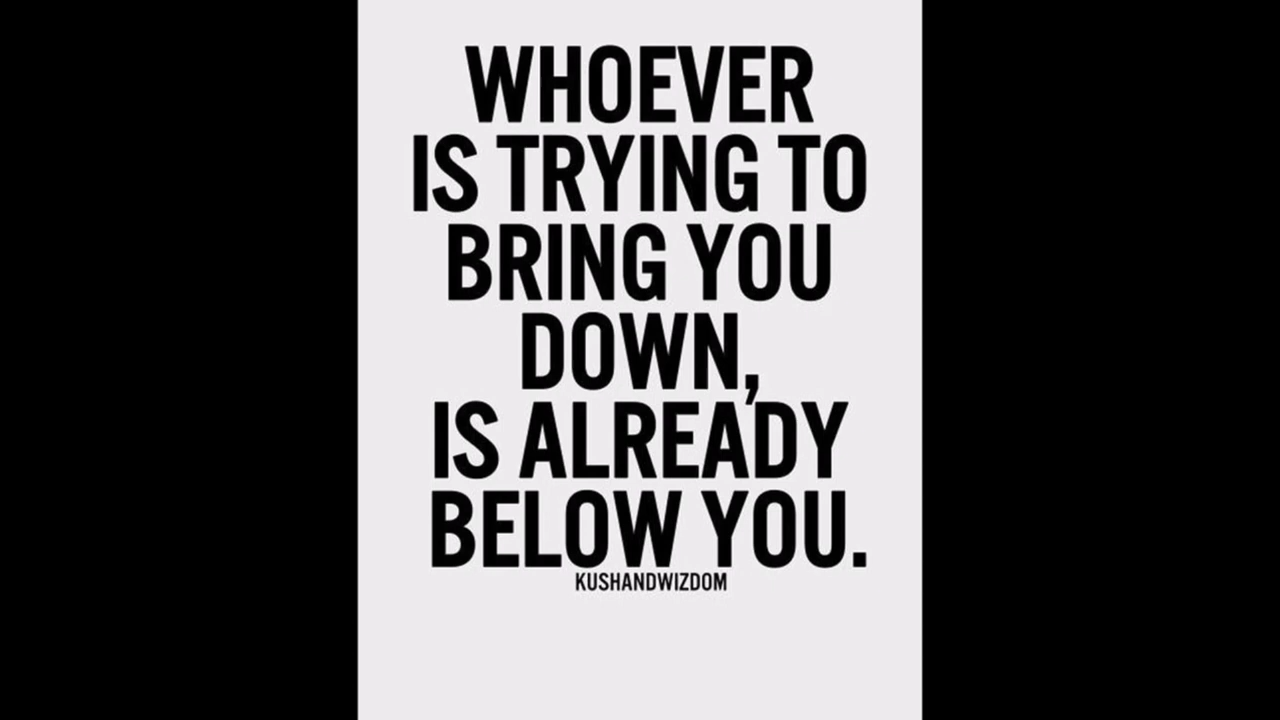 WHOEVER
IS TRYING TO
BRING YOU
DOWN,
IS ALREADY
BELOW YOU.
KUSHANDWIZDOM